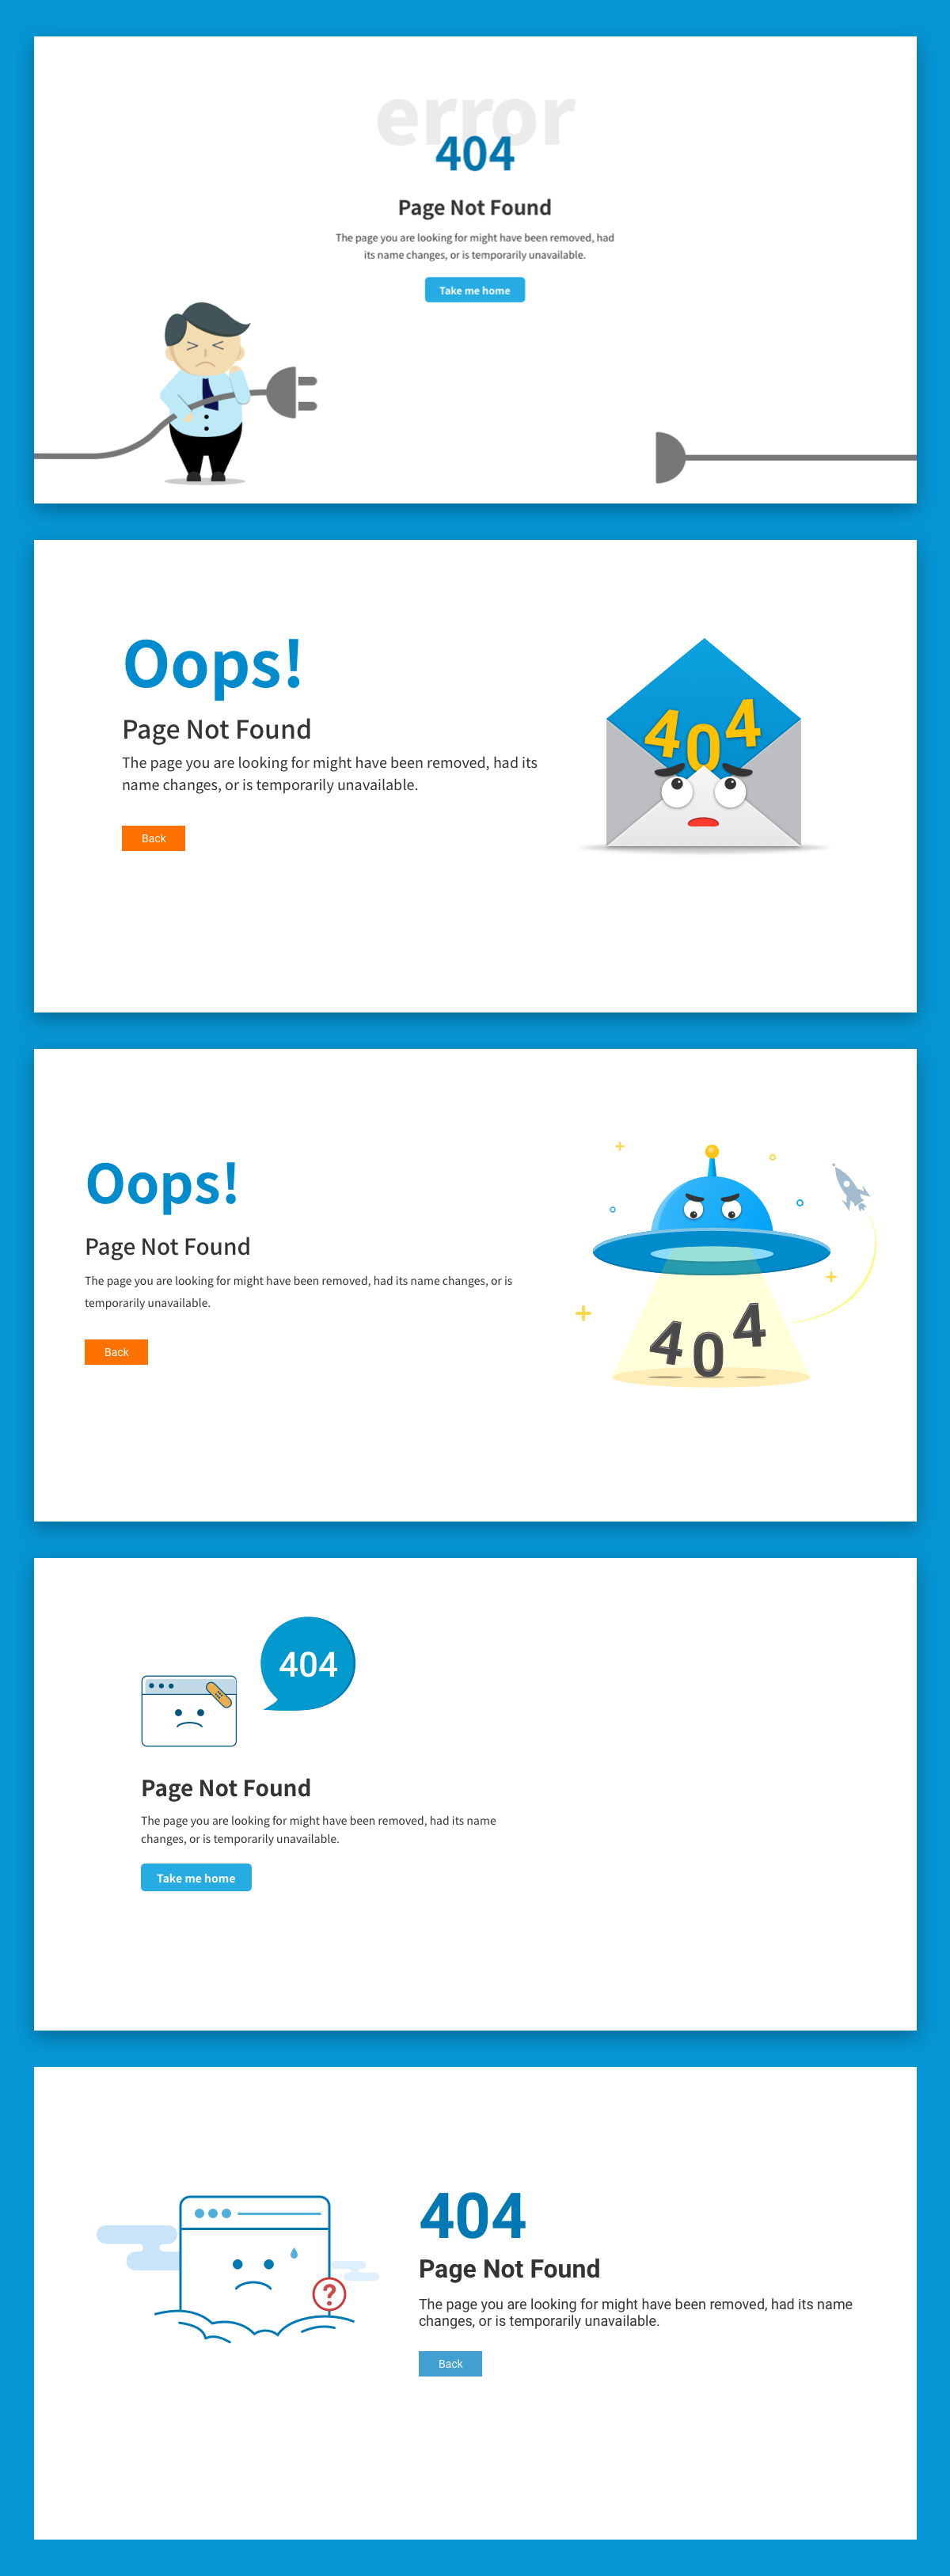 error
404
Page Not Found
The page you are looking for might have been removed, had
its name changes, or is temporarily unavailable.
Take me home
Oops!
Page Not Found
The page you are looking for might have been removed, had its
name changes, or is temporarily unavailable.
Back
404
Oops!
Page Not Found
The page you are looking for might have been removed, had its name changes, or is
temporarily unavailable.
Back
404
404
Page Not Found
The page you are looking for might have been removed, had its name
changes, or is temporarily unavailable.
Take me home
?
404
Page Not Found
The page you are looking for might have been removed, had its name
changes, or is temporarily unavailable.
Back